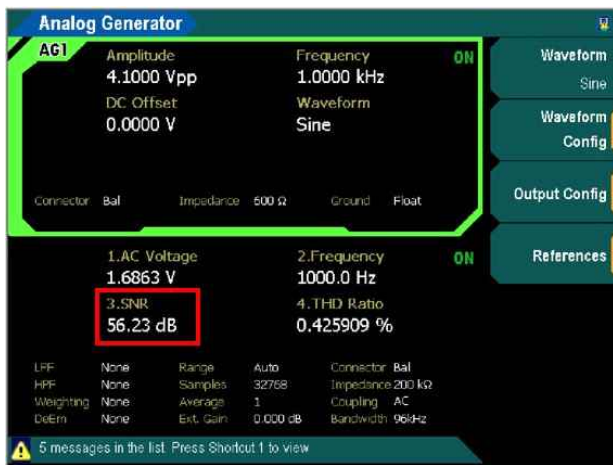 Analog Generator
AG1
Amplitude Frequency ON
4.1000 Vpp 1.0000 kHz
DC Offset Waveform
0.0000 V Sine
Connector Bal Impedance 600 Ω Ground Float
1.AC Voltage 2.Frequency ON
1.6863 V 1000.0 Hz
3.SNR 4.THD Ratio
56.23 dB 0.425909 %
LPF None Range Auto Connector Bal
HPF None Samples 32768 Impedance 200 kΩ
Weighting None Average 1 Coupling AC
DeEm None Ext. Gain 0.000 dB Bandwidth 96kHz
5 messages in the list. Press Shortcut 1 to view
Waveform
Sine
Waveform
Config
Output Config
References